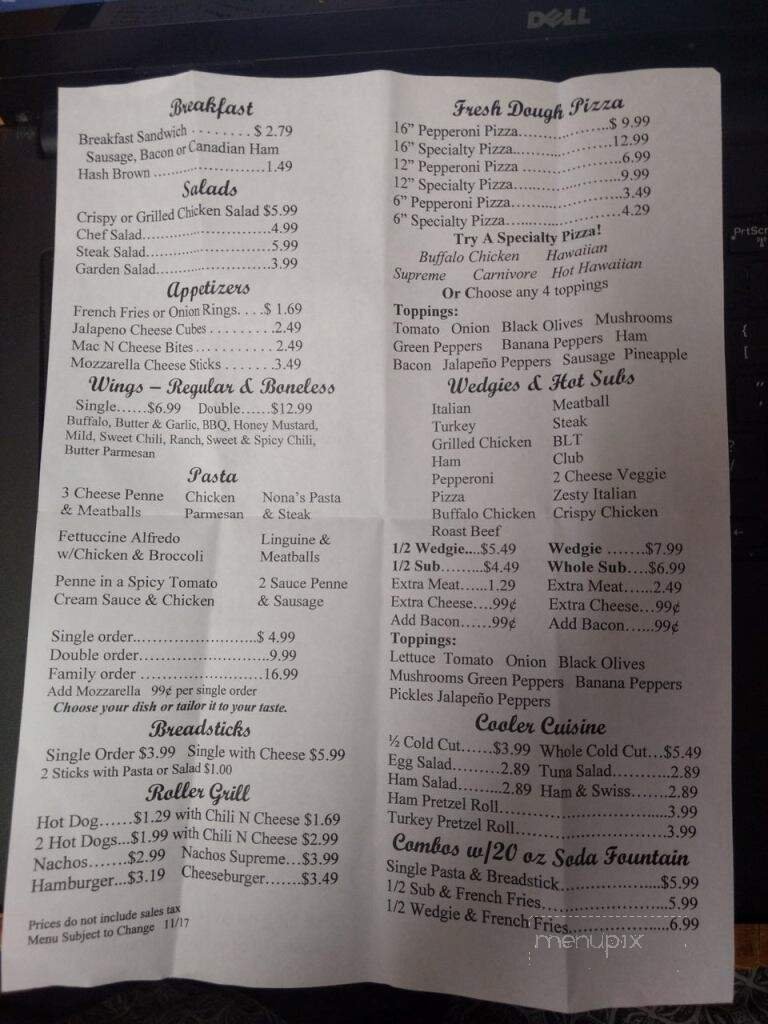 DELL
Breakfast
Breakfast Sandwich ........ $ 2.79
Sausage, Bacon or Canadian Ham
Hash Brown ........................1.49
Salads
Crispy or Grilled Chicken Salad $5.99
Chef Salad........................4.99
Steak Salad........................5.99
Garden Salad......................3.99
Appetizers
French Fries or Onion Rings....$ 1.69
Jalapeno Cheese Cubes .........2.49
Mac N Cheese Bites........... 2.49
Mozzarella Cheese Sticks .......3.49
Wings – Regular & Boneless
Single......$6.99 Double......$12.99
Buffalo, Butter & Garlic, BBQ, Honey Mustard,
Mild, Sweet Chili, Ranch, Sweet & Spicy Chili,
Butter Parmesan
Pasta
3 Cheese Penne Chicken Nona's Pasta
& Meatballs Parmesan & Steak
Fettuccine Alfredo Linguine &
w/Chicken & Broccoli Meatballs
Penne in a Spicy Tomato 2 Sauce Penne
Cream Sauce & Chicken & Sausage
Single order........................$ 4.99
Double order..........................9.99
Family order ........................16.99
Add Mozzarella 99¢ per single order
Choose your dish or tailor it to your taste.
Breadsticks
Single Order $3.99 Single with Cheese $5.99
2 Sticks with Pasta or Salad $1.00
Roller Grill
Hot Dog......$1.29 with Chili N Cheese $1.69
2 Hot Dogs...$1.99 with Chili N Cheese $2.99
Nachos.......$2.99 Nachos Supreme...$3.99
Hamburger...$3.19 Cheeseburger.......$3.49
Prices do not include sales tax
Menu Subject to Change 11/17
Fresh Dough Pizza
16" Pepperoni Pizza..................$ 9.99
16" Specialty Pizza....................12.99
12" Pepperoni Pizza ...................6.99
12" Specialty Pizza.....................9.99
6" Pepperoni Pizza.....................3.49
6" Specialty Pizza......................4.29
Try A Specialty Pizza!
Buffalo Chicken Hawaiian
Supreme Carnivore Hot Hawaiian
Or Choose any 4 toppings
Toppings:
Tomato Onion Black Olives Mushrooms
Green Peppers Banana Peppers Ham
Bacon Jalapeño Peppers Sausage Pineapple
Wedgies & Hot Subs
Italian Meatball
Turkey Steak
Grilled Chicken BLT
Ham Club
Pepperoni 2 Cheese Veggie
Pizza Zesty Italian
Buffalo Chicken Crispy Chicken
Roast Beef
1/2 Wedgie....$5.49 Wedgie .......$7.99
1/2 Sub.........$4.49 Whole Sub....$6.99
Extra Meat......1.29 Extra Meat......2.49
Extra Cheese....99¢ Extra Cheese...99¢
Add Bacon......99¢ Add Bacon......99¢
Toppings:
Lettuce Tomato Onion Black Olives
Mushrooms Green Peppers Banana Peppers
Pickles Jalapeño Peppers
Cooler Cuisine
½ Cold Cut......$3.99 Whole Cold Cut...$5.49
Egg Salad.........2.89 Tuna Salad..........2.89
Ham Salad.........2.89 Ham & Swiss.......2.89
Ham Pretzel Roll............................3.99
Turkey Pretzel Roll.........................3.99
Combos w/20 oz Soda Fountain
Single Pasta & Breadstick................$5.99
1/2 Sub & French Fries.....................5.99
1/2 Wedgie & French Fries.................6.99
menupix
PrtScr